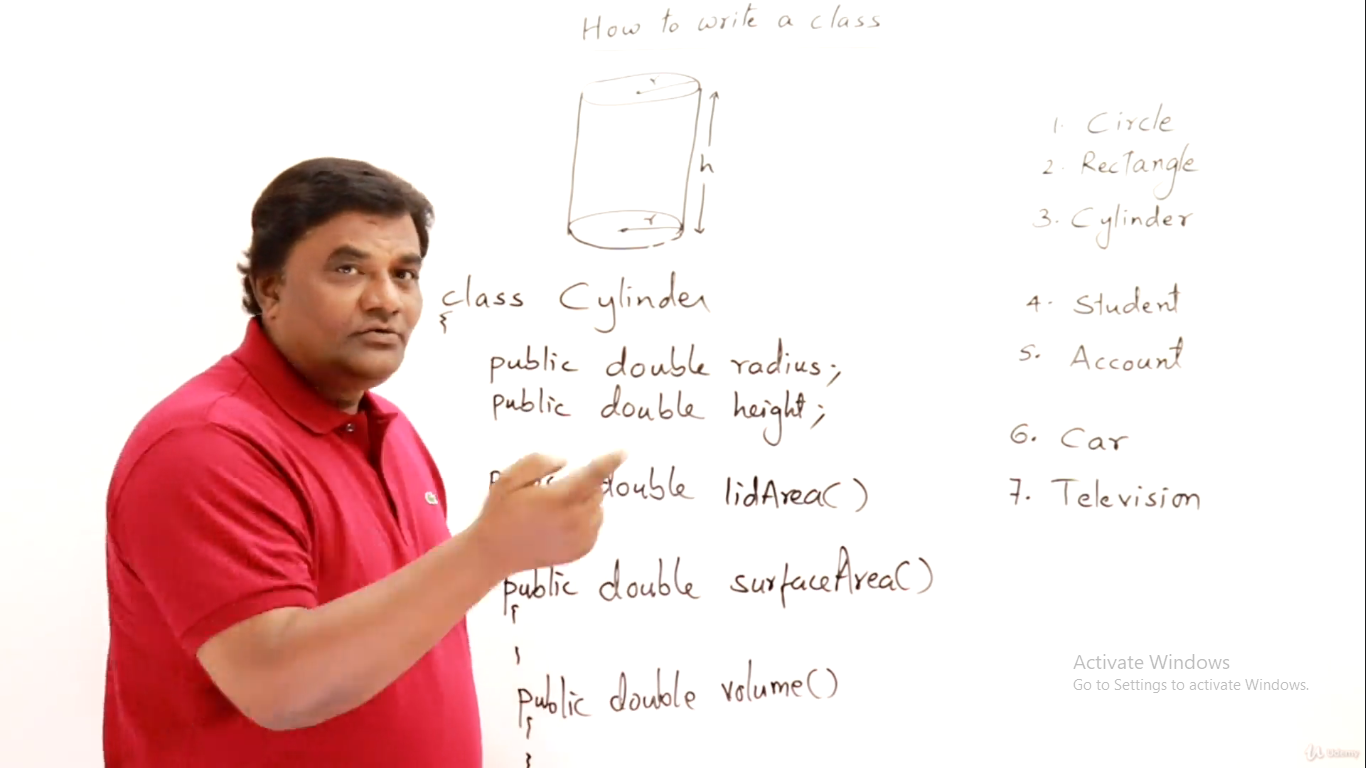 How to write a class
r
h
r
1. Circle
2. Rectangle
3. Cylinder
4. Student
5. Account
6. Car
7. Television
class Cylinder
{
public double radius;
public double height;
double lidArea()
public double surfaceArea()
{
}
public double volume()
{
}
Activate Windows
Go to Settings to activate Windows.
Udemy